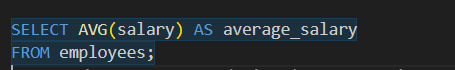 SELECT AVG(salary) AS average_salary
FROM employees;